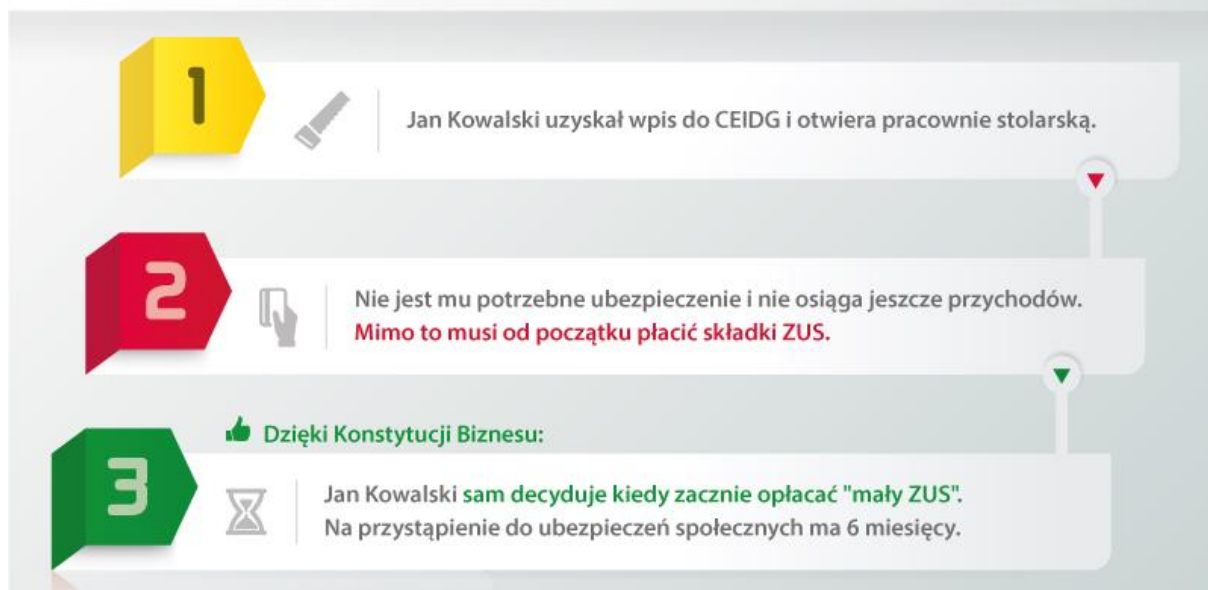 1
Jan Kowalski uzyskał wpis do CEIDG i otwiera pracownie stolarską.
2
Nie jest mu potrzebne ubezpieczenie i nie osiąga jeszcze przychodów.
Mimo to musi od początku płacić składki ZUS.
Dzięki Konstytucji Biznesu:
3
Jan Kowalski sam decyduje kiedy zacznie opłacać "mały ZUS".
Na przystąpienie do ubezpieczeń społecznych ma 6 miesięcy.